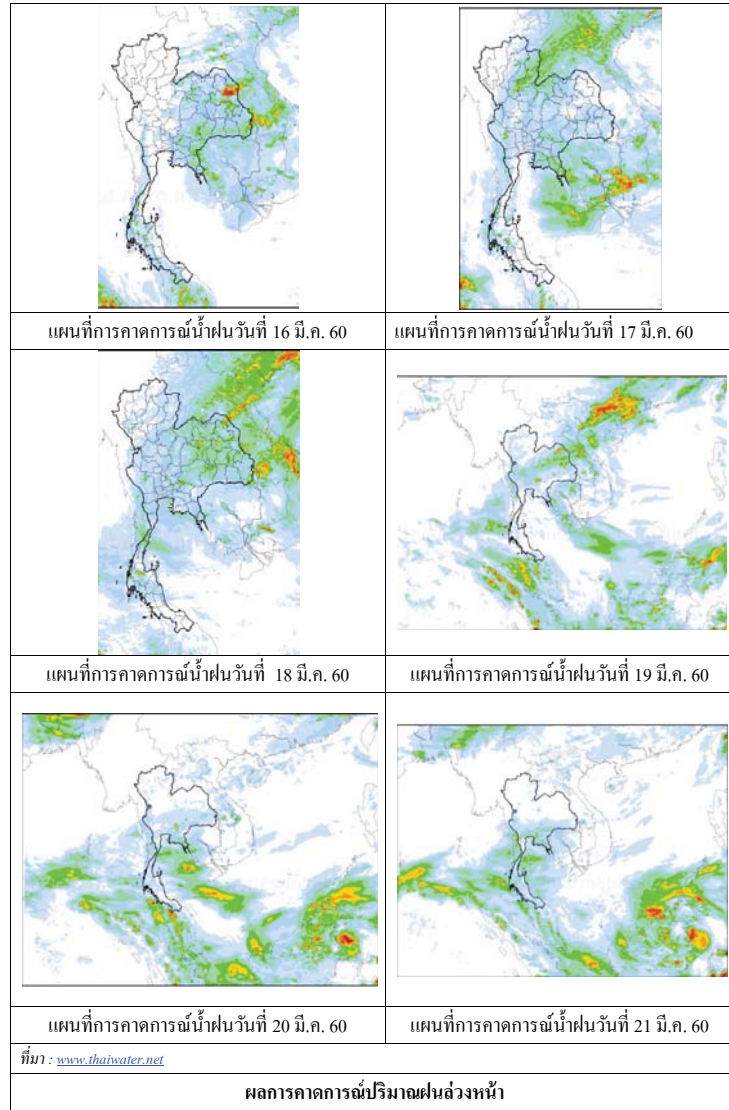 แผนที่การคาดการณ์น้ำฝนวันที่ 16 มี.ค. 60
แผนที่การคาดการณ์น้ำฝนวันที่ 17 มี.ค. 60
แผนที่การคาดการณ์น้ำฝนวันที่ 18 มี.ค. 60
แผนที่การคาดการณ์น้ำฝนวันที่ 19 มี.ค. 60
แผนที่การคาดการณ์น้ำฝนวันที่ 20 มี.ค. 60
แผนที่การคาดการณ์น้ำฝนวันที่ 21 มี.ค. 60
ที่มา : www.thaiwater.net
ผลการคาดการณ์ปริมาณฝนล่วงหน้า